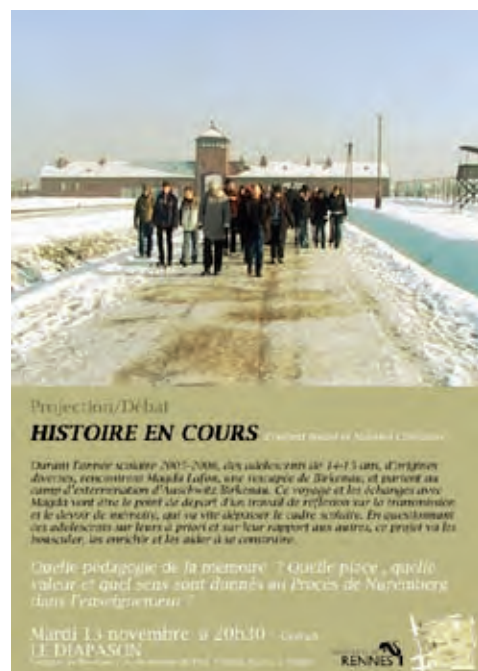 Projection/Débat
HISTOIRE EN COURS
Durant l'année scolaire 2005-2006, des adolescents de 14-15 ans, d'origines
diverses, rencontrent Magda Lafon, une rescapée de Birkenau, et partent au
camp d'extermination d'Auschwitz Birkenau. Ce voyage et les échanges avec
Magda vont être le point de départ d'un travail de réflexion sur la transmission
et le devoir de mémoire, qui va vite dépasser le cadre scolaire. En questionnant
ces adolescents sur leurs à priori et sur leur rapport aux autres, ce projet va les
bousculer, les enrichir et les aider à se construire.
Quelle pédagogie de la mémoire ? Quelle place , quelle
valeur et quel sens sont donnés au Procès de Nuremberg
dans l'enseignement ?
Mardi 13 novembre à 20h30
LE DIAPASON
RENNES